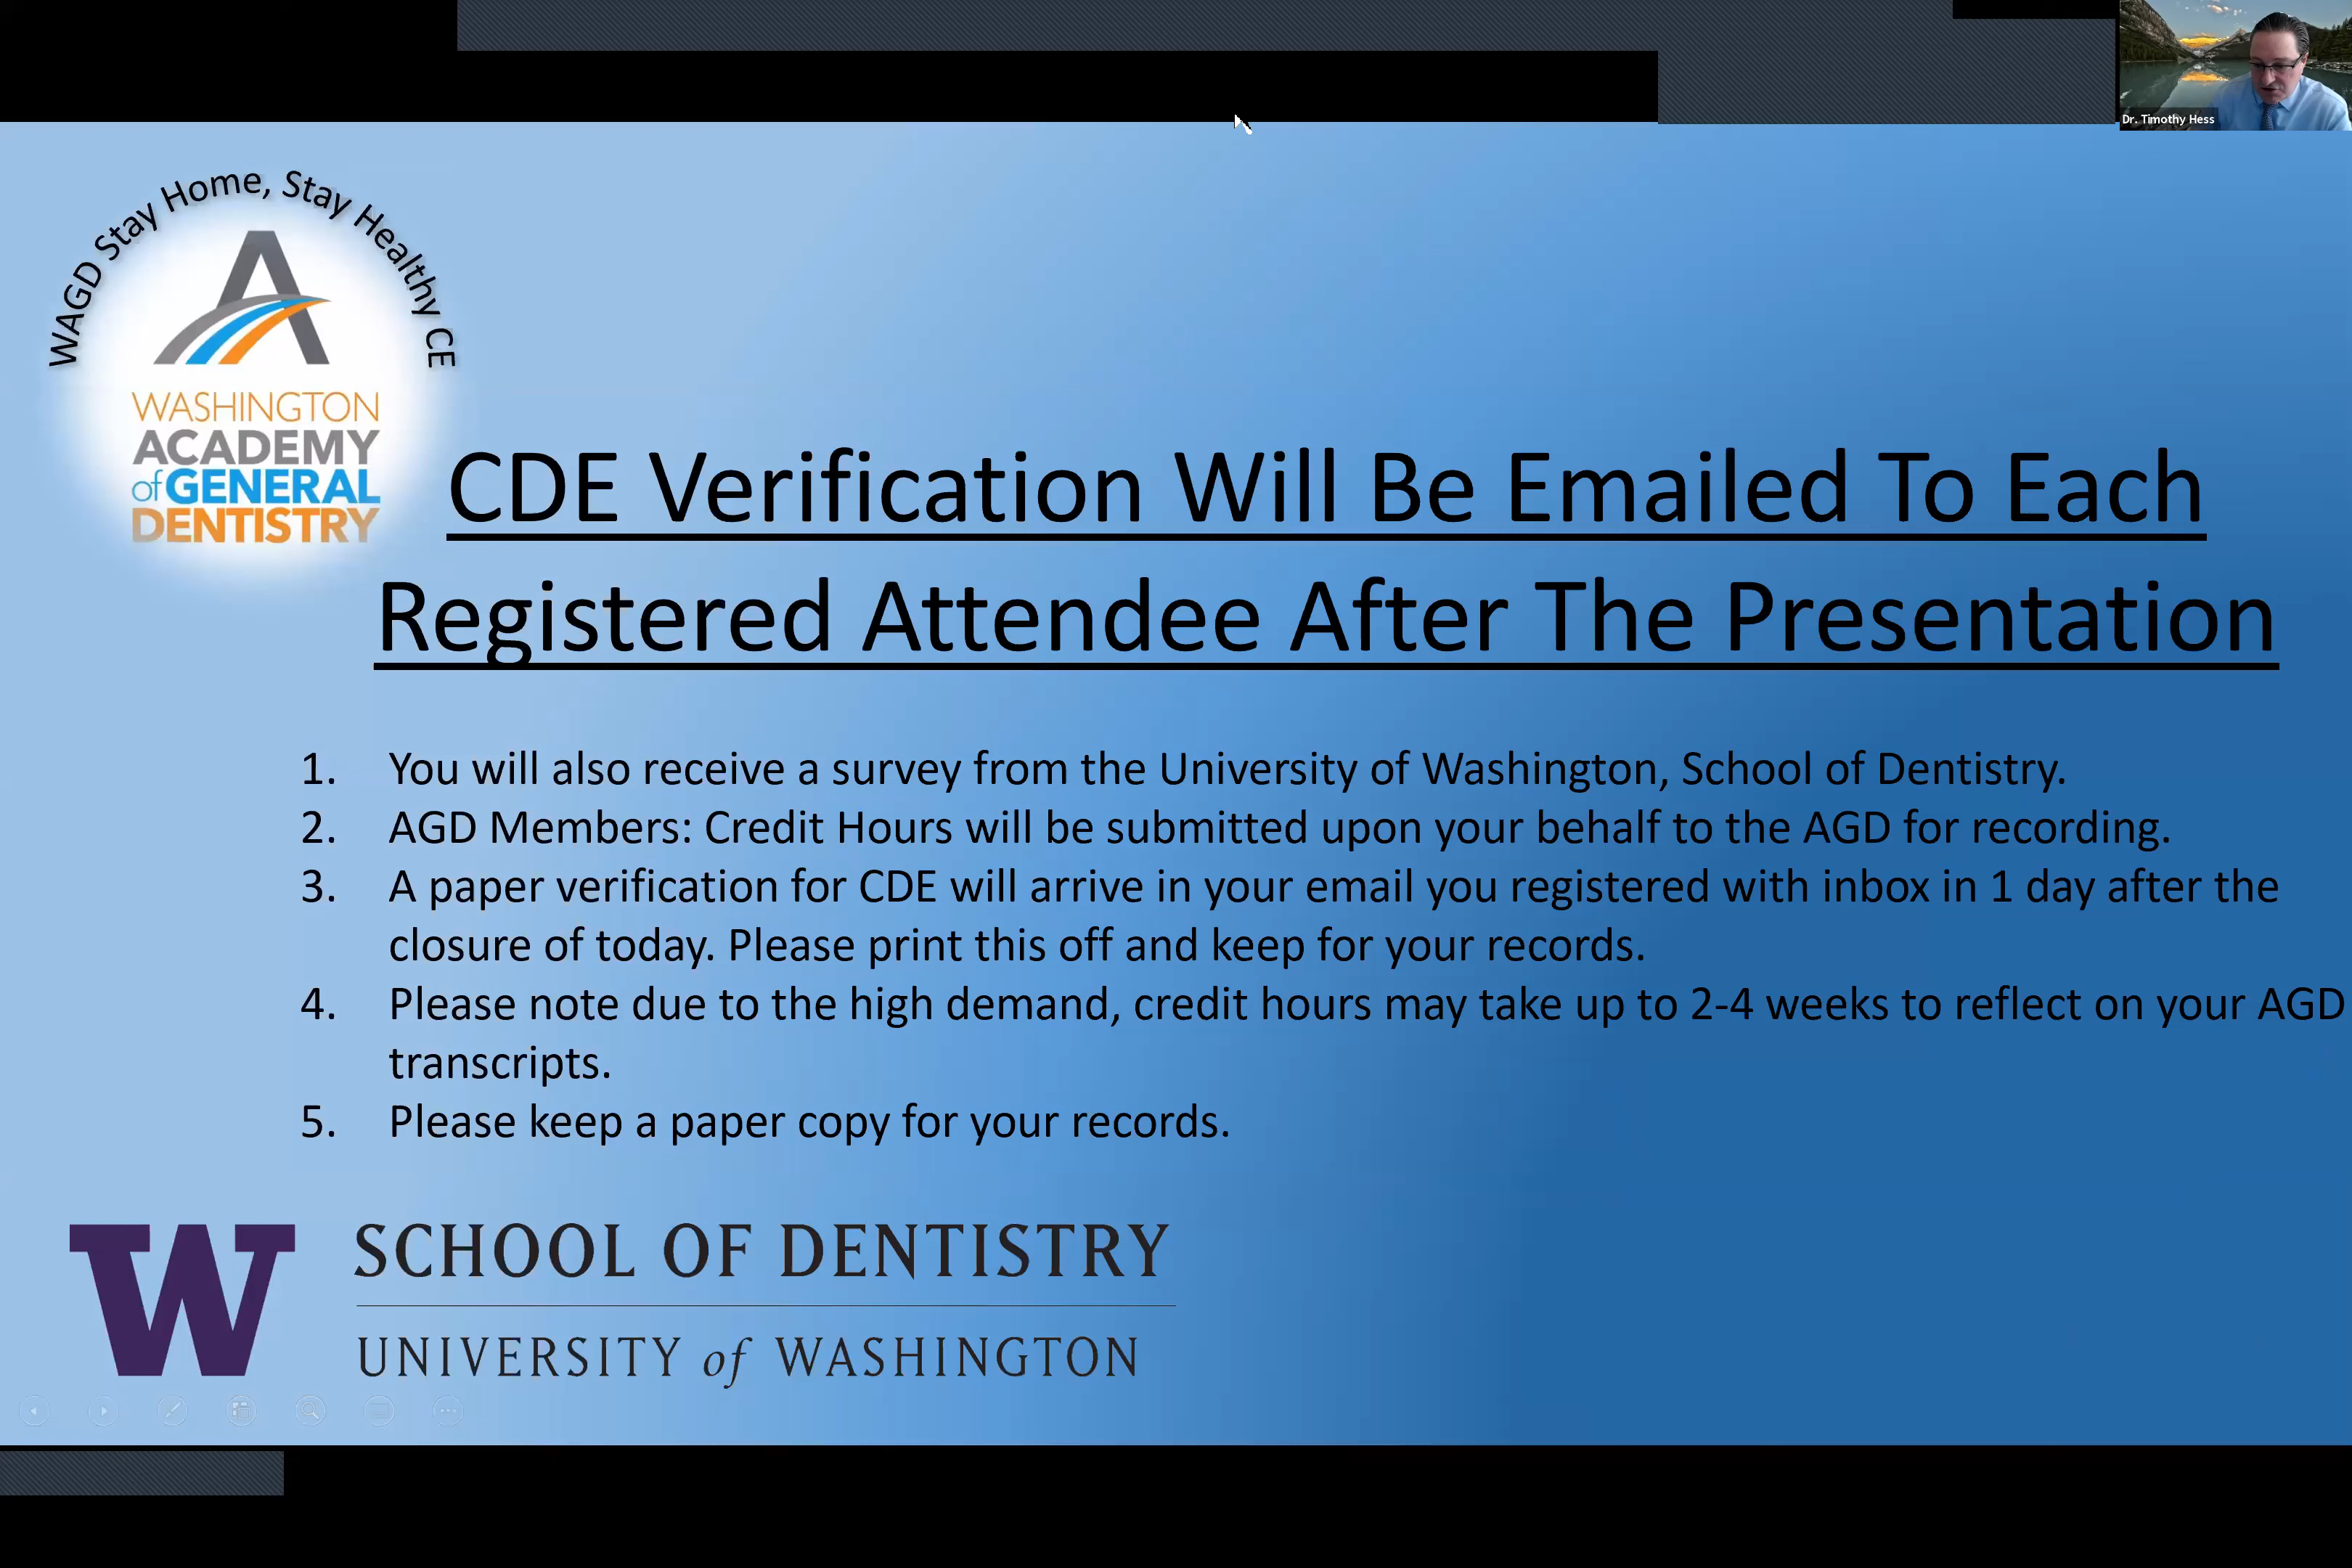 Dr. Timothy Hess
WAGD Stay Home, Stay Healthy CE
WASHINGTON
ACADEMY
of GENERAL
DENTISTRY
CDE Verification Will Be Emailed To Each
Registered Attendee After The Presentation
1. You will also receive a survey from the University of Washington, School of Dentistry.
2. AGD Members: Credit Hours will be submitted upon your behalf to the AGD for recording.
3. A paper verification for CDE will arrive in your email you registered with inbox in 1 day after the
closure of today. Please print this off and keep for your records.
4. Please note due to the high demand, credit hours may take up to 2-4 weeks to reflect on your AGD
transcripts.
5. Please keep a paper copy for your records.
W
SCHOOL OF DENTISTRY
UNIVERSITY of WASHINGTON